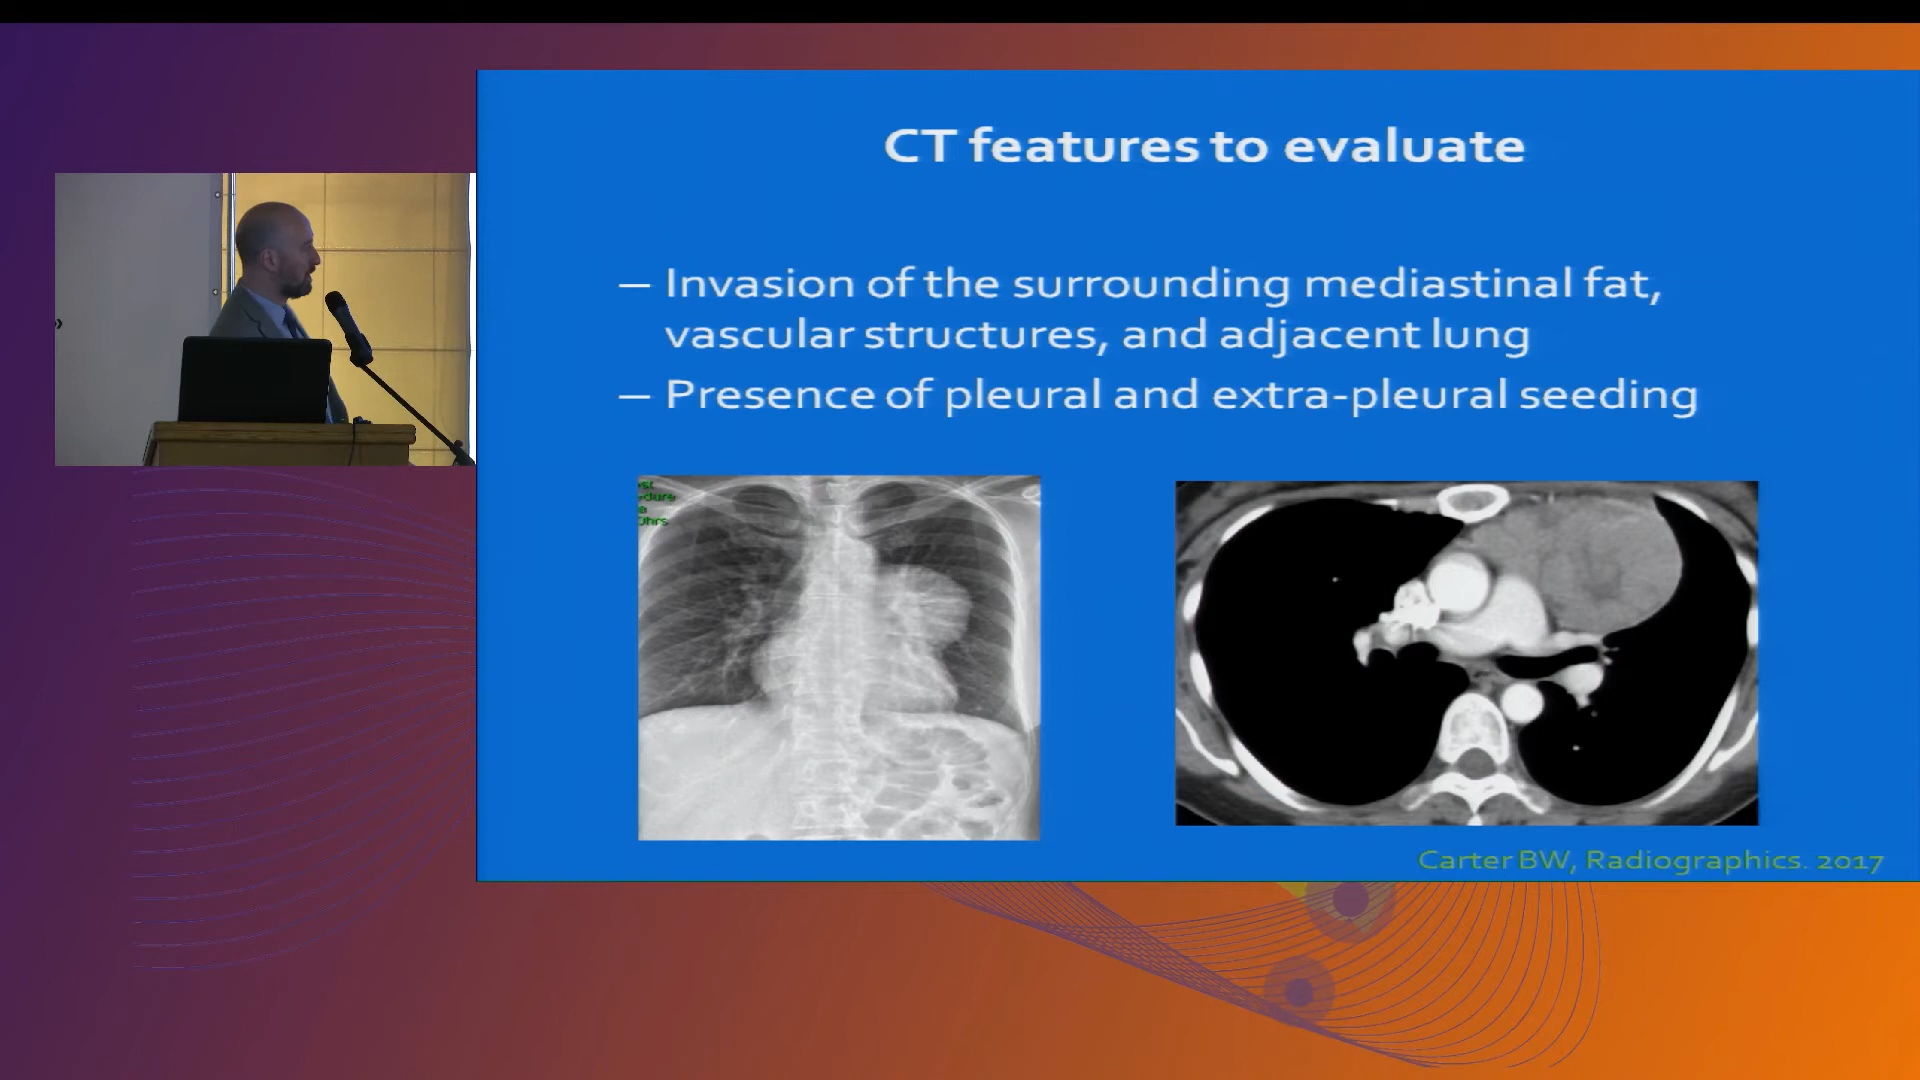 CT features to evaluate
— Invasion of the surrounding mediastinal fat,
vascular structures, and adjacent lung
— Presence of pleural and extra-pleural seeding
Carter BW, Radiographics. 2017